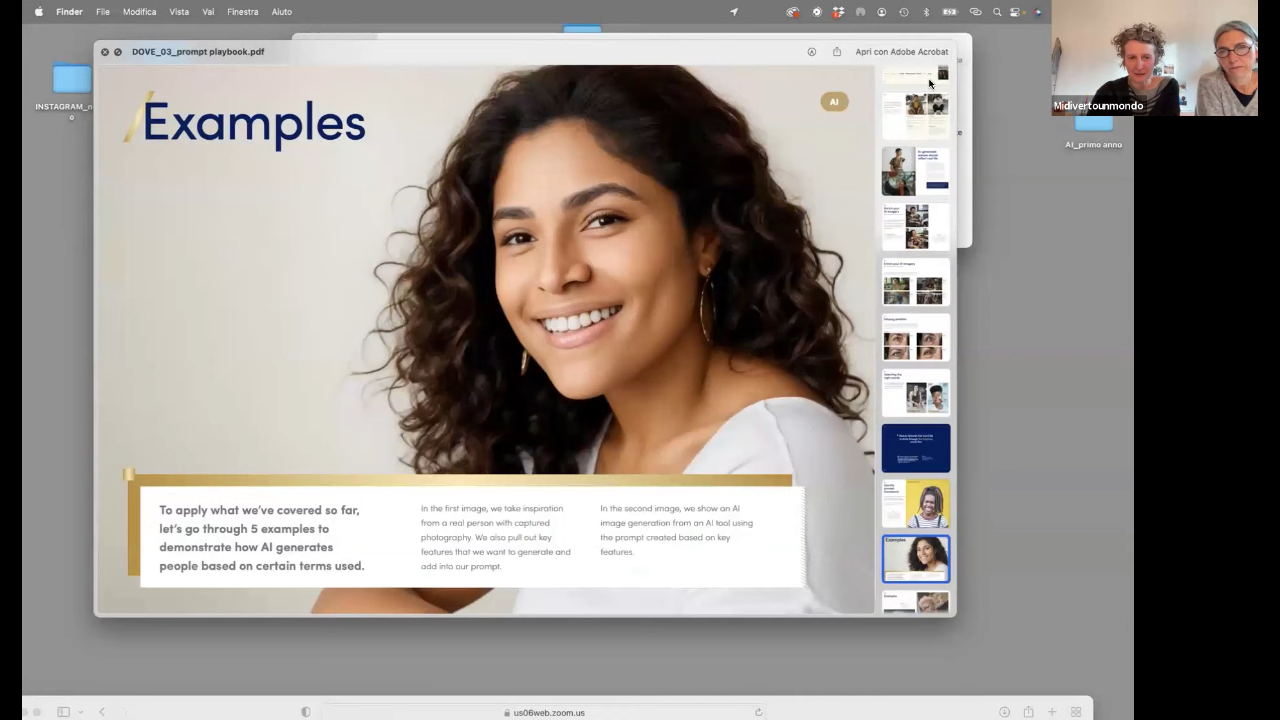 Finder File Modifica Vista Vai Finestra Aiuto
DOVE_03_prompt playbook.pdf
Apri con Adobe Acrobat
Midivertounmondo
INSTAGRAM_n
o
AI_primo anno
/Examples
AI
To apply what we've covered so far,
let's go through 5 examples to
demonstrate how AI generates
people based on certain terms used.
In the first image, we take inspiration
from a real person with captured
photography. We also pull out key
features that we want to generate and
add into our prompt.
In the second image, we show an AI
image generation from an AI tool using
the prompt created based on key
features.
Examples
us06web.zoom.us